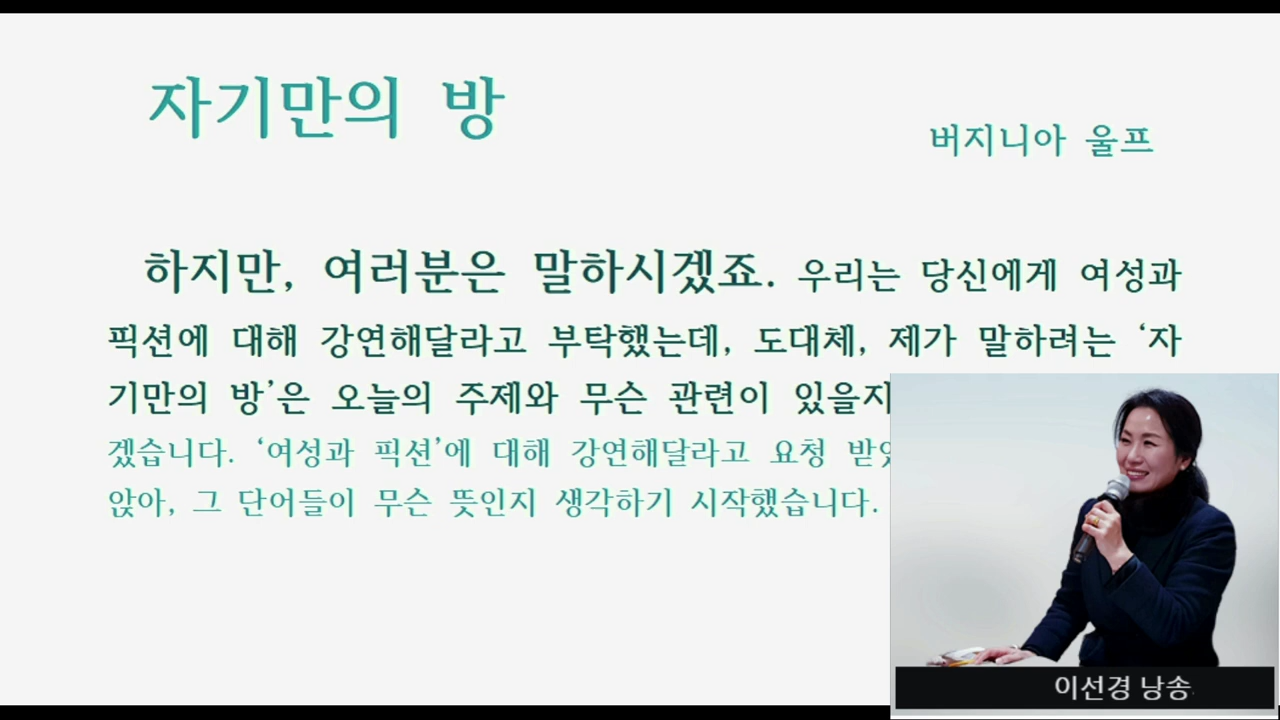 자기만의 방
버지니아 울프
하지만, 여러분은 말하시겠죠. 우리는 당신에게 여성과
픽션에 대해 강연해달라고 부탁했는데, 도대체, 제가 말하려는 ‘자
기만의 방’은 오늘의 주제와 무슨 관련이 있을지
겠습니다. ‘여성과 픽션’에 대해 강연해달라고 요청
앉아, 그 단어들이 무슨 뜻인지 생각하기 시작했습니다.
이선경 낭송